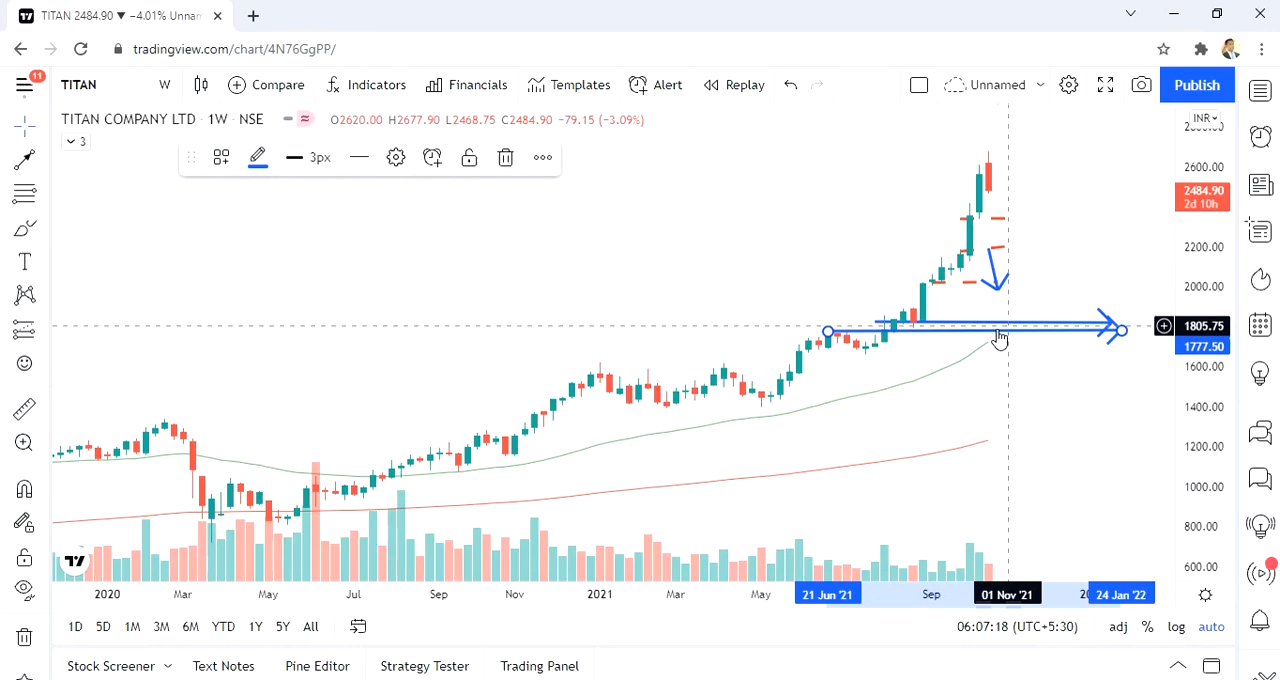 TITAN 2484.90 ▼ −4.01% Unnam
tradingview.com/chart/4N76GgPP/
11
TITAN W Compare Indicators Financials Templates Alert Replay Unnamed Publish
TITAN COMPANY LTD · 1W · NSE O2620.00 H2677.90 L2468.75 C2484.90 −79.15 (−3.09%)
INR
3
3px
2800.00
2600.00
2484.90
2d 10h
2200.00
2000.00
1805.75
1777.50
1600.00
1400.00
1200.00
1000.00
800.00
600.00
2020 Mar May Jul Sep Nov 2021 Mar May 21 Jun '21 Sep 01 Nov '21 24 Jan '22
1D 5D 1M 3M 6M YTD 1Y 5Y All 06:07:18 (UTC+5:30) adj % log auto
Stock Screener Text Notes Pine Editor Strategy Tester Trading Panel